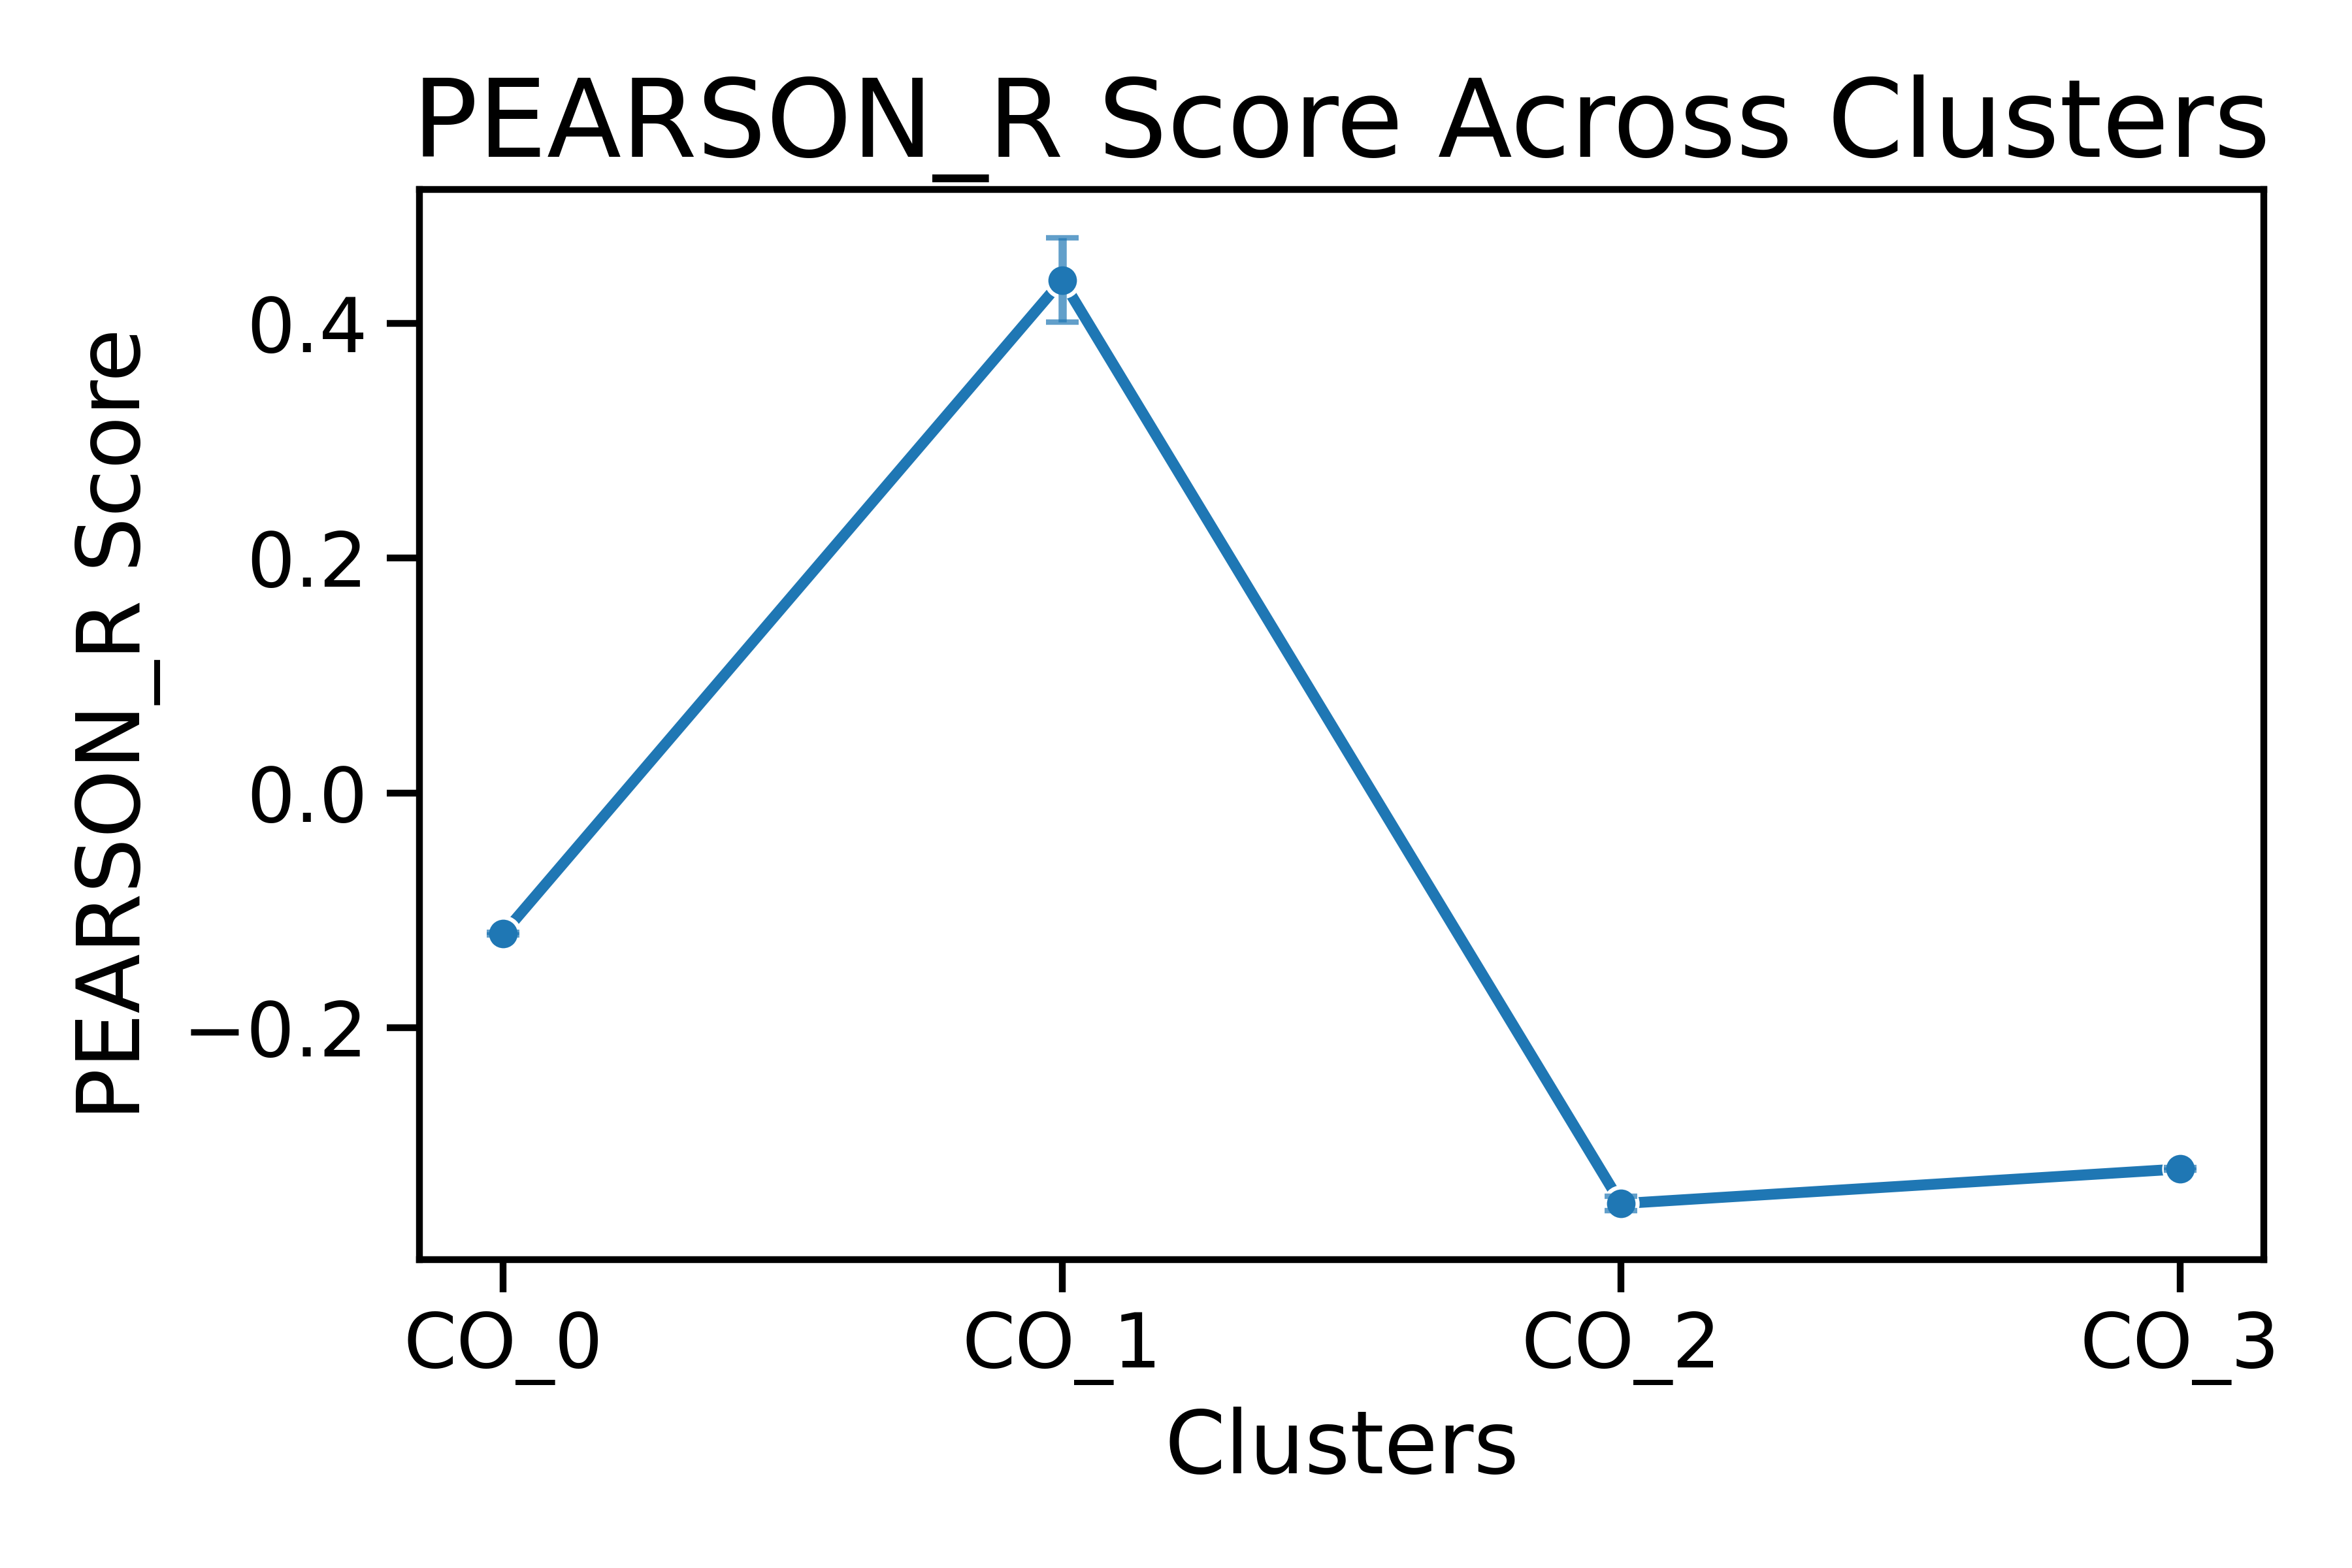 PEARSON_R Score Across Clusters
PEARSON_R Score
0.4
0.2
0.0
−0.2
CO_0 CO_1 CO_2 CO_3
Clusters